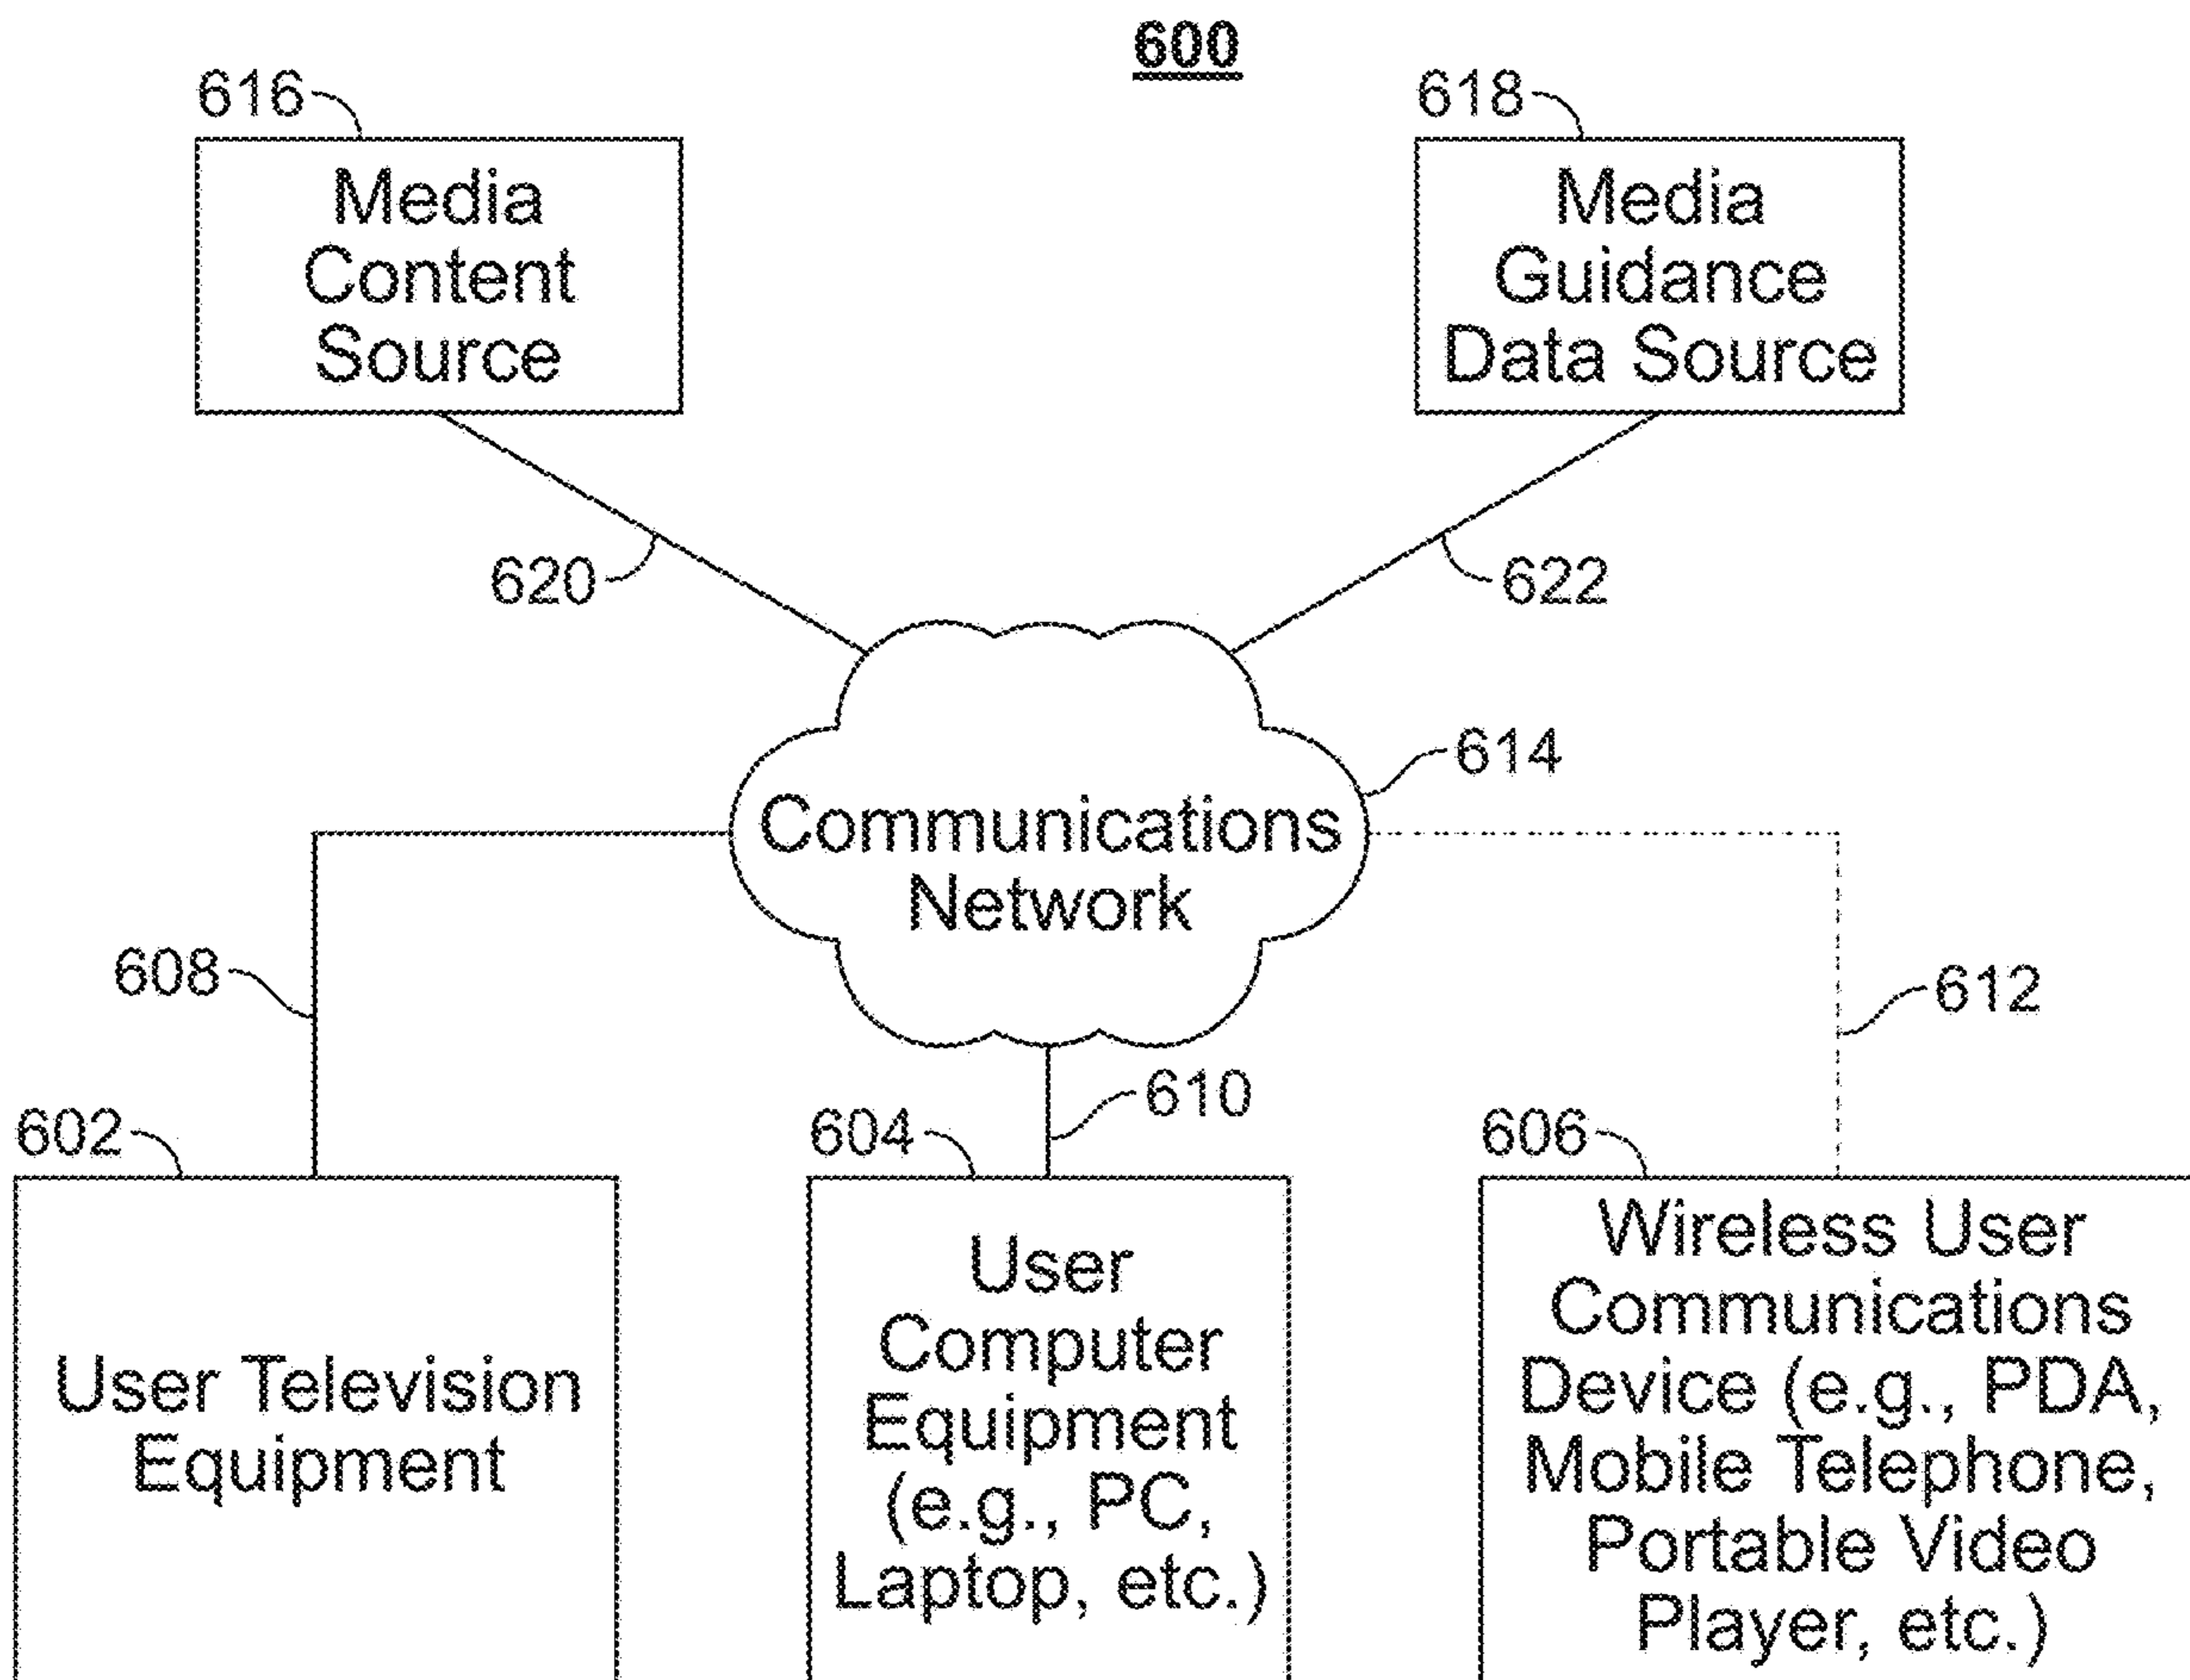 600
616
618
Media
Content
Source
Media
Guidance
Data Source
620
622
614
Communications
Network
608
612
610
602
604
606
User Television
Equipment
User
Computer
Equipment
(e.g., PC,
Laptop, etc.)
Wireless User
Communications
Device (e.g., PDA,
Mobile Telephone,
Portable Video
Player, etc.)